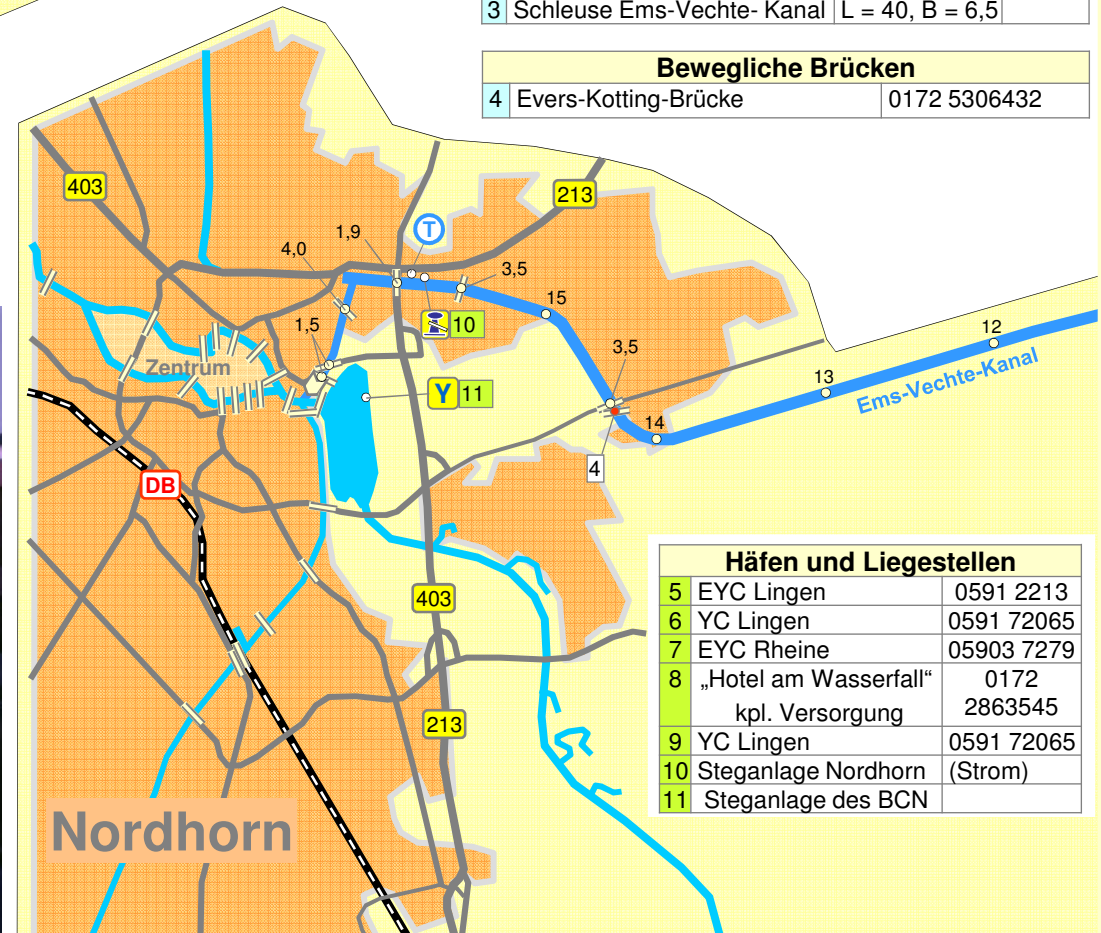 3 Schleuse Ems-Vechte- Kanal L = 40, B = 6,5
Bewegliche Brücken
4 Evers-Kotting-Brücke 0172 5306432
403
213
T
1,9
4,0
3,5
15
10
1,5
12
Zentrum
3,5
13
Ems-Vechte-Kanal
Y 11
14
4
DB
Häfen und Liegestellen
5 EYC Lingen 0591 2213
6 YC Lingen 0591 72065
7 EYC Rheine 05903 7279
8 „Hotel am Wasserfall“ 0172
kpl. Versorgung 2863545
9 YC Lingen 0591 72065
10 Steganlage Nordhorn (Strom)
11 Steganlage des BCN
403
213
Nordhorn